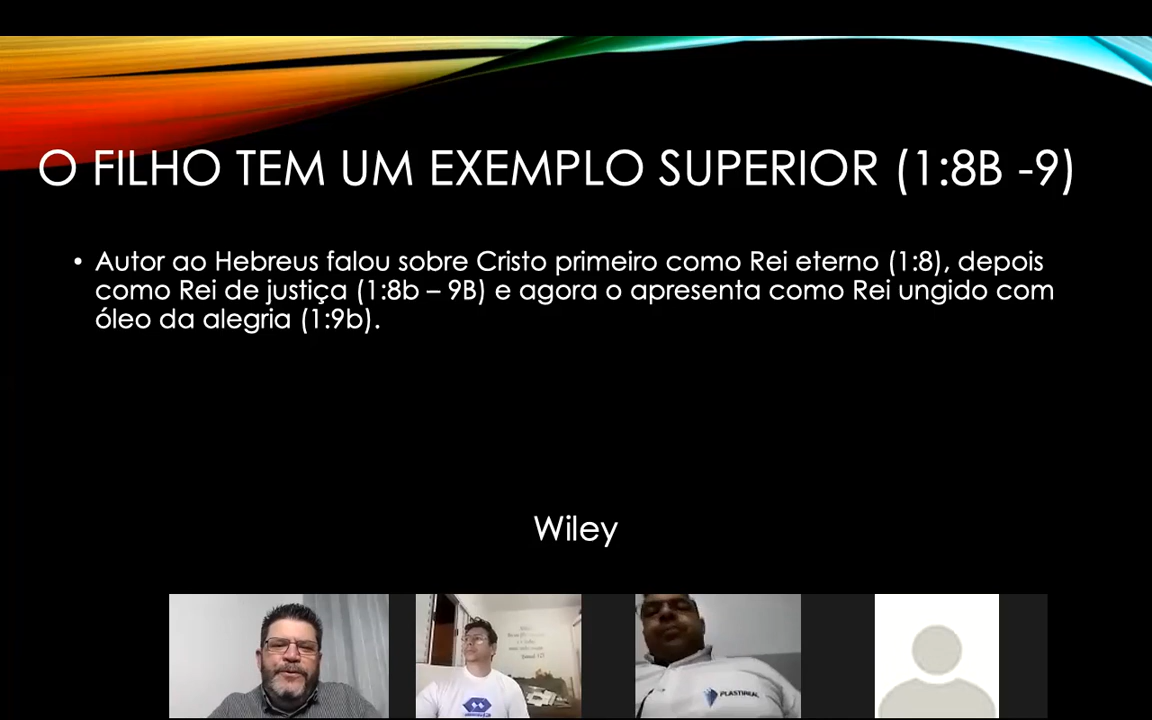 O FILHO TEM UM EXEMPLO SUPERIOR (1:8B -9)
• Autor ao Hebreus falou sobre Cristo primeiro como Rei eterno (1:8), depois
como Rei de justiça (1:8b – 9B) e agora o apresenta como Rei ungido com
óleo da alegria (1:9b).
Wiley